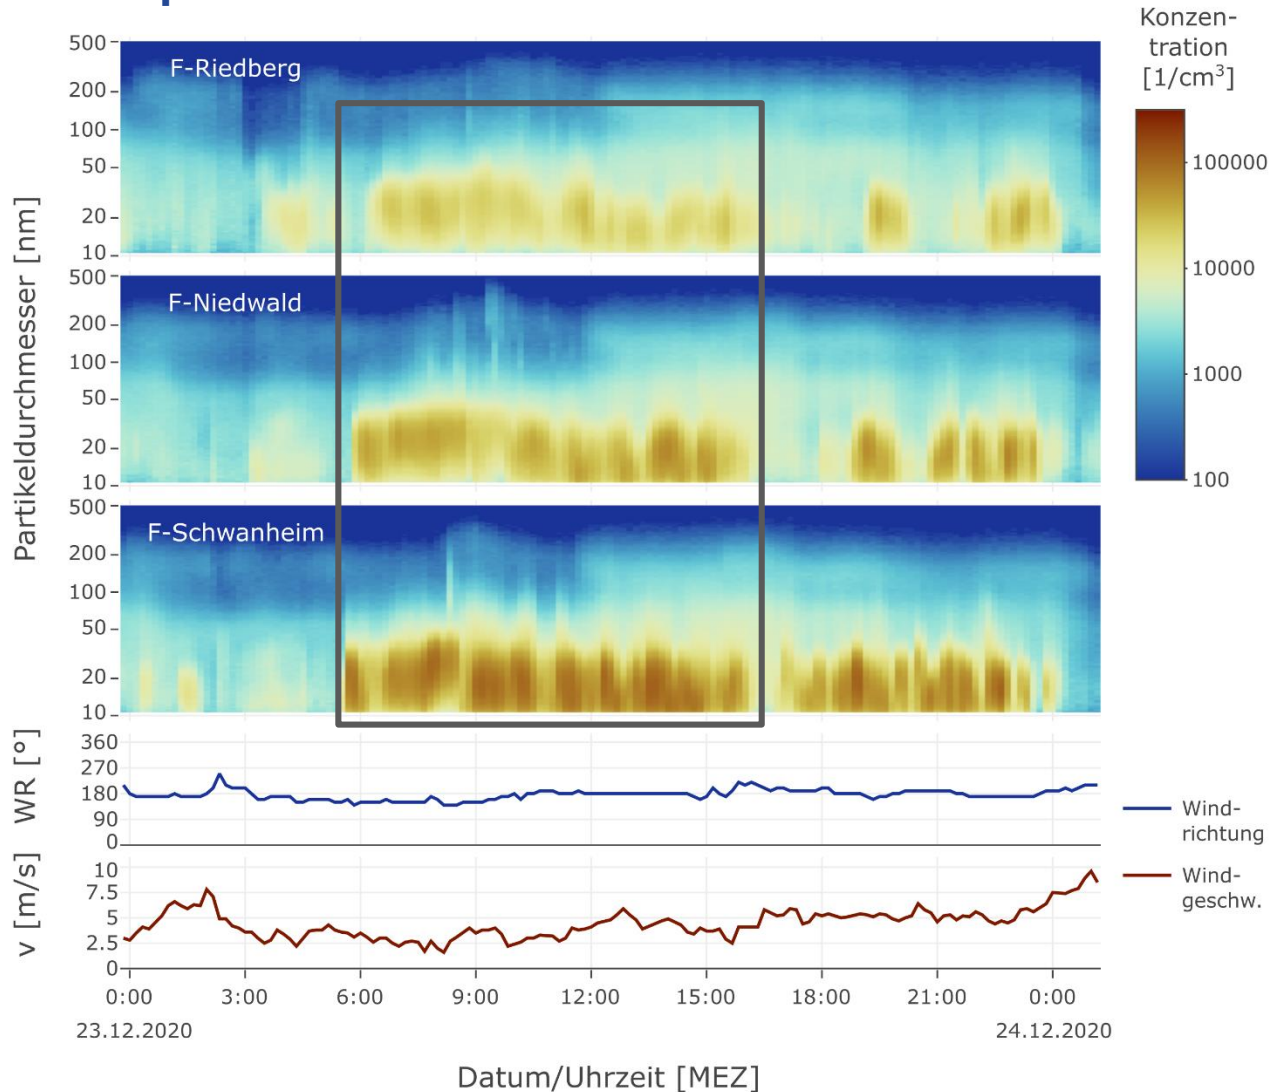 Konzen-
tration
[1/cm³]
500
200
100
50
20
10
F-Riedberg
500
200
100
50
20
10
F-Niedwald
500
200
100
50
20
10
F-Schwanheim
Partikeldurchmesser [nm]
100000
10000
1000
100
WR [°]
360
270
180
90
0
v [m/s]
10
7.5
5
2.5
0
Wind-
richtung
Wind-
geschw.
0:00 3:00 6:00 9:00 12:00 15:00 18:00 21:00 0:00
23.12.2020 24.12.2020
Datum/Uhrzeit [MEZ]